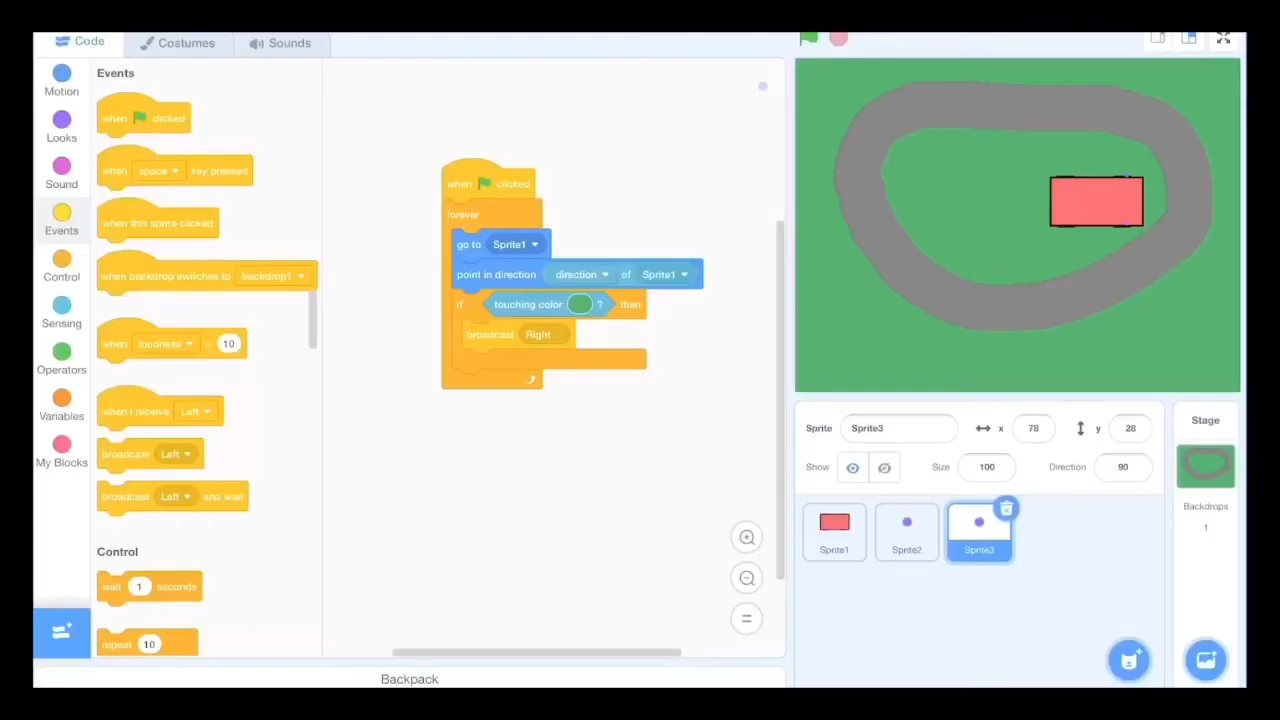 Code Costumes Sounds
Motion
Looks
Sound
Events
Control
Sensing
Operators
Variables
My Blocks
Events
when clicked
when space key pressed
when this sprite clicked
when backdrop switches to backdrop1
when loudness > 10
when I receive Left
broadcast Left
broadcast Left and wait
Control
wait 1 seconds
repeat 10
when clicked
forever
go to Sprite1
point in direction direction of Sprite1
if touching color ? then
broadcast Right
Backpack
Sprite Sprite3 x 78 y 28
Show Size 100 Direction 90
Sprite1 Sprite2 Sprite3
Stage
Backdrops
1